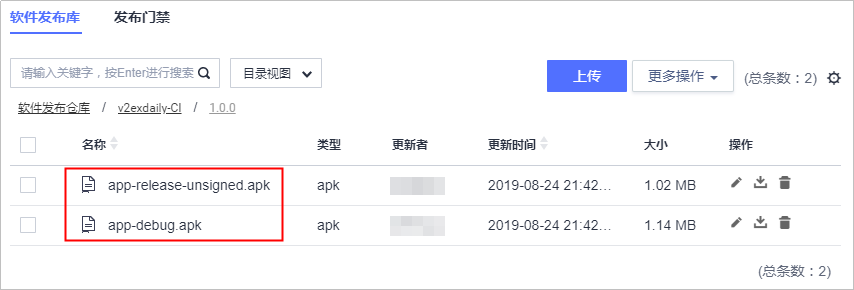 软件发布库 发布门禁
请输入关键字，按Enter进行搜索 目录视图 上传 更多操作 (总条数：2)
软件发布仓库 / v2exdaily-CI / 1.0.0
名称 类型 更新者 更新时间 大小 操作
app-release-unsigned.apk apk 2019-08-24 21:42... 1.02 MB
app-debug.apk apk 2019-08-24 21:42... 1.14 MB
(总条数：2)